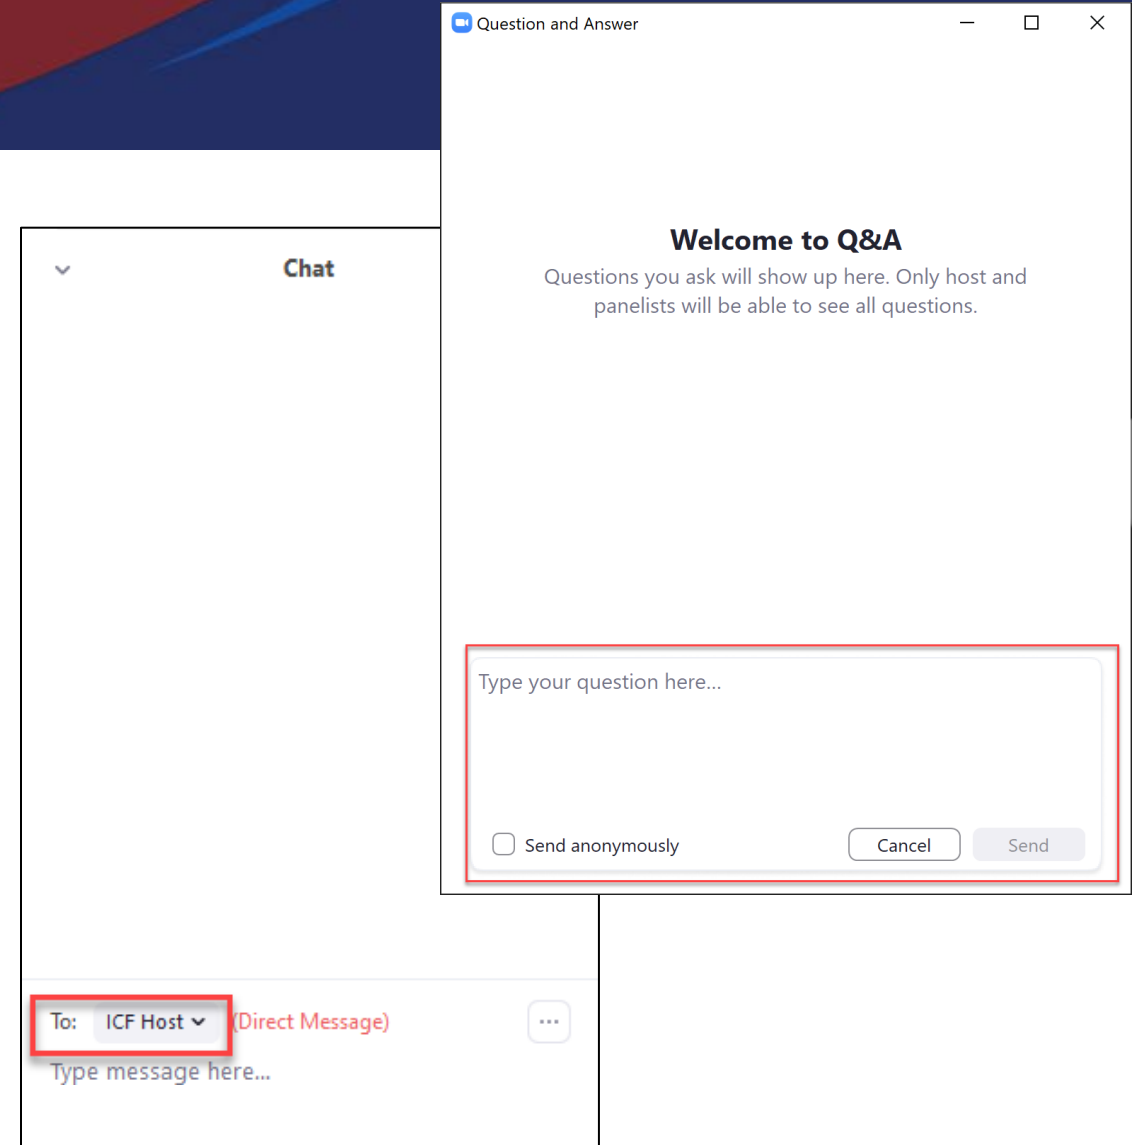 Question and Answer
Welcome to Q&A
Questions you ask will show up here. Only host and
panelists will be able to see all questions.
Type your question here...
Send anonymously
Cancel
Send
Chat
To: ICF Host (Direct Message)
Type message here...